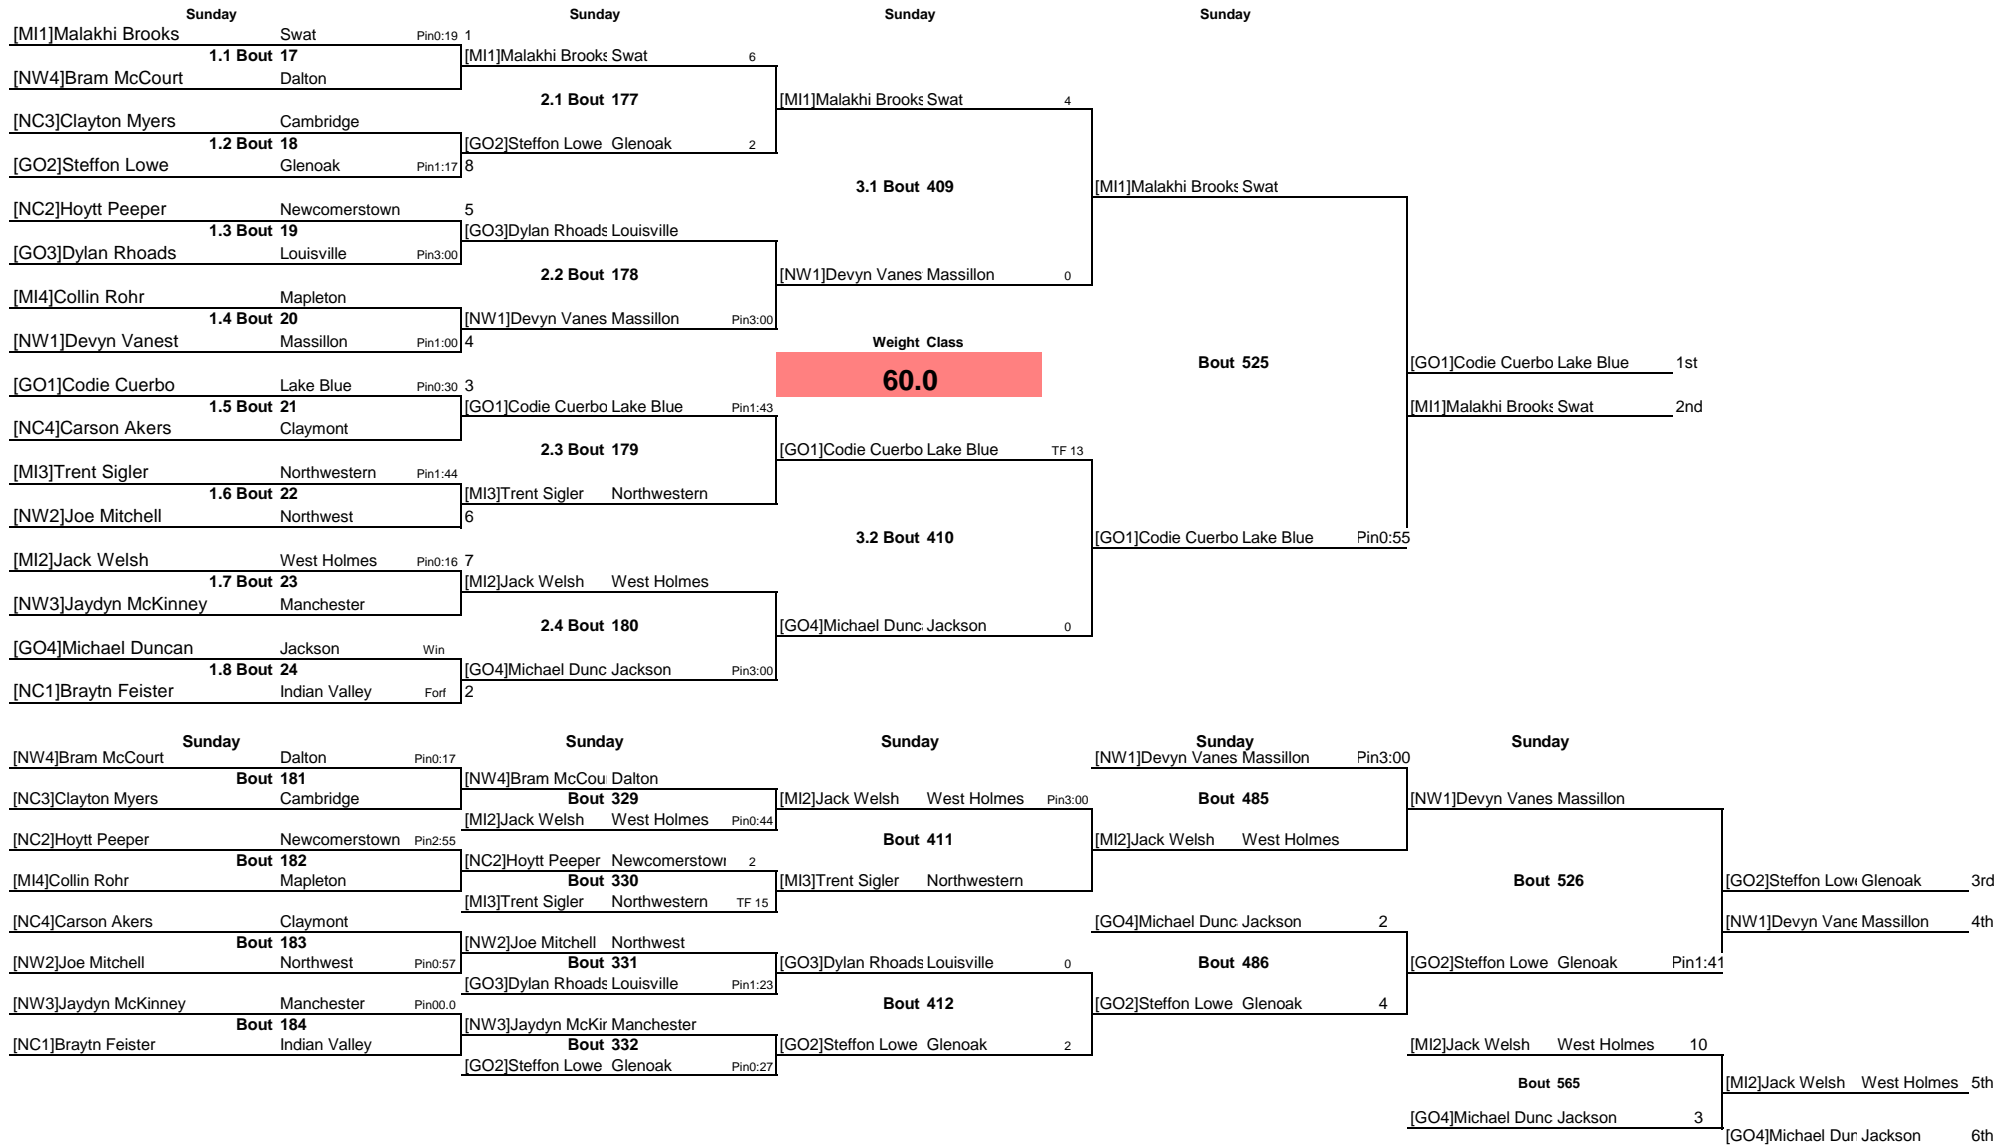 Sunday Sunday Sunday Sunday
[MI1]Malakhi Brooks Swat Pin0:19 1
1.1 Bout 17 [MI1]Malakhi Brooks Swat 6
[NW4]Bram McCourt Dalton
2.1 Bout 177 [MI1]Malakhi Brooks Swat 4
[NC3]Clayton Myers Cambridge
1.2 Bout 18 [GO2]Steffon Lowe Glenoak 2
[GO2]Steffon Lowe Glenoak Pin1:17 8
3.1 Bout 409 [MI1]Malakhi Brooks Swat
[NC2]Hoytt Peeper Newcomerstown 5
1.3 Bout 19 [GO3]Dylan Rhoads Louisville
[GO3]Dylan Rhoads Louisville Pin3:00
2.2 Bout 178 [NW1]Devyn Vanes Massillon 0
[MI4]Collin Rohr Mapleton
1.4 Bout 20 [NW1]Devyn Vanes Massillon Pin3:00
[NW1]Devyn Vanest Massillon Pin1:00 4 Weight Class
Bout 525 [GO1]Codie Cuerbo Lake Blue 1st
[GO1]Codie Cuerbo Lake Blue Pin0:30 3 60.0
1.5 Bout 21 [GO1]Codie Cuerbo Lake Blue Pin1:43 [MI1]Malakhi Brooks Swat 2nd
[NC4]Carson Akers Claymont
2.3 Bout 179 [GO1]Codie Cuerbo Lake Blue TF 13
[MI3]Trent Sigler Northwestern Pin1:44
1.6 Bout 22 [MI3]Trent Sigler Northwestern
[NW2]Joe Mitchell Northwest 6
3.2 Bout 410 [GO1]Codie Cuerbo Lake Blue Pin0:55
[MI2]Jack Welsh West Holmes Pin0:16 7
1.7 Bout 23 [MI2]Jack Welsh West Holmes
[NW3]Jaydyn McKinney Manchester
2.4 Bout 180 [GO4]Michael Dunc Jackson 0
[GO4]Michael Duncan Jackson Win
1.8 Bout 24 [GO4]Michael Dunc Jackson Pin3:00
[NC1]Braytn Feister Indian Valley Forf 2
Sunday Sunday Sunday Sunday Sunday
[NW4]Bram McCourt Dalton Pin0:17 [NW1]Devyn Vanes Massillon Pin3:00
Bout 181 [NW4]Bram McCou Dalton
[NC3]Clayton Myers Cambridge Bout 329 [MI2]Jack Welsh West Holmes Pin3:00 Bout 485 [NW1]Devyn Vanes Massillon
[MI2]Jack Welsh West Holmes Pin0:44
[NC2]Hoytt Peeper Newcomerstown Pin2:55 Bout 411 [MI2]Jack Welsh West Holmes
Bout 182 [NC2]Hoytt Peeper Newcomerstown 2
[MI4]Collin Rohr Mapleton Bout 330 [MI3]Trent Sigler Northwestern Bout 526 [GO2]Steffon Low Glenoak 3rd
[MI3]Trent Sigler Northwestern TF 15
[NC4]Carson Akers Claymont [GO4]Michael Dunc Jackson 2 [NW1]Devyn Vane Massillon 4th
Bout 183 [NW2]Joe Mitchell Northwest
[NW2]Joe Mitchell Northwest Pin0:57 Bout 331 [GO3]Dylan Rhoads Louisville 0 Bout 486 [GO2]Steffon Lowe Glenoak Pin1:41
[GO3]Dylan Rhoads Louisville Pin1:23
[NW3]Jaydyn McKinney Manchester Pin00.0 Bout 412 [GO2]Steffon Lowe Glenoak 4
Bout 184 [NW3]Jaydyn McKir Manchester
[NC1]Braytn Feister Indian Valley Bout 332 [GO2]Steffon Lowe Glenoak 2 [MI2]Jack Welsh West Holmes 10
[GO2]Steffon Lowe Glenoak Pin0:27
Bout 565 [MI2]Jack Welsh West Holmes 5th
[GO4]Michael Dunc Jackson 3
[GO4]Michael Dun Jackson 6th